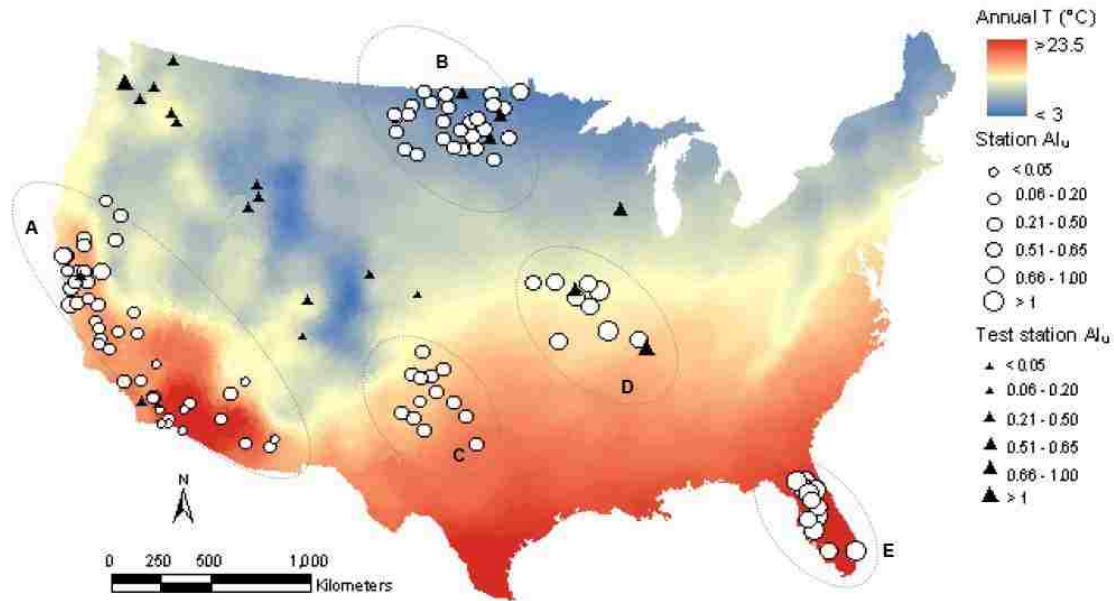 Annual T (°C)
>23.5
< 3
Station AIᵤ
< 0.05
0.06 - 0.20
0.21 - 0.50
0.51 - 0.65
0.66 - 1.00
> 1
Test station AIᵤ
< 0.05
0.06 - 0.20
0.21 - 0.50
0.51 - 0.65
0.66 - 1.00
> 1
A
B
C
D
E
N
0 250 500 1,000
Kilometers